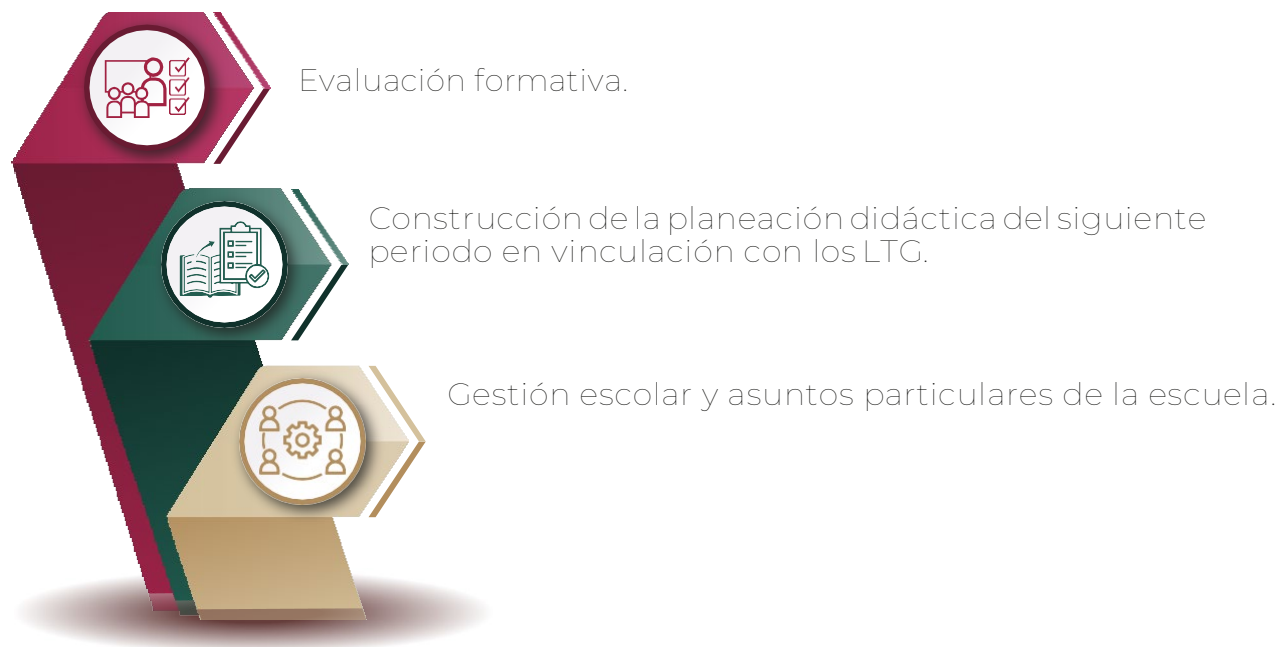 Evaluación formativa.
Construcción de la planeación didáctica del siguiente
periodo en vinculación con los LTG.
Gestión escolar y asuntos particulares de la escuela.